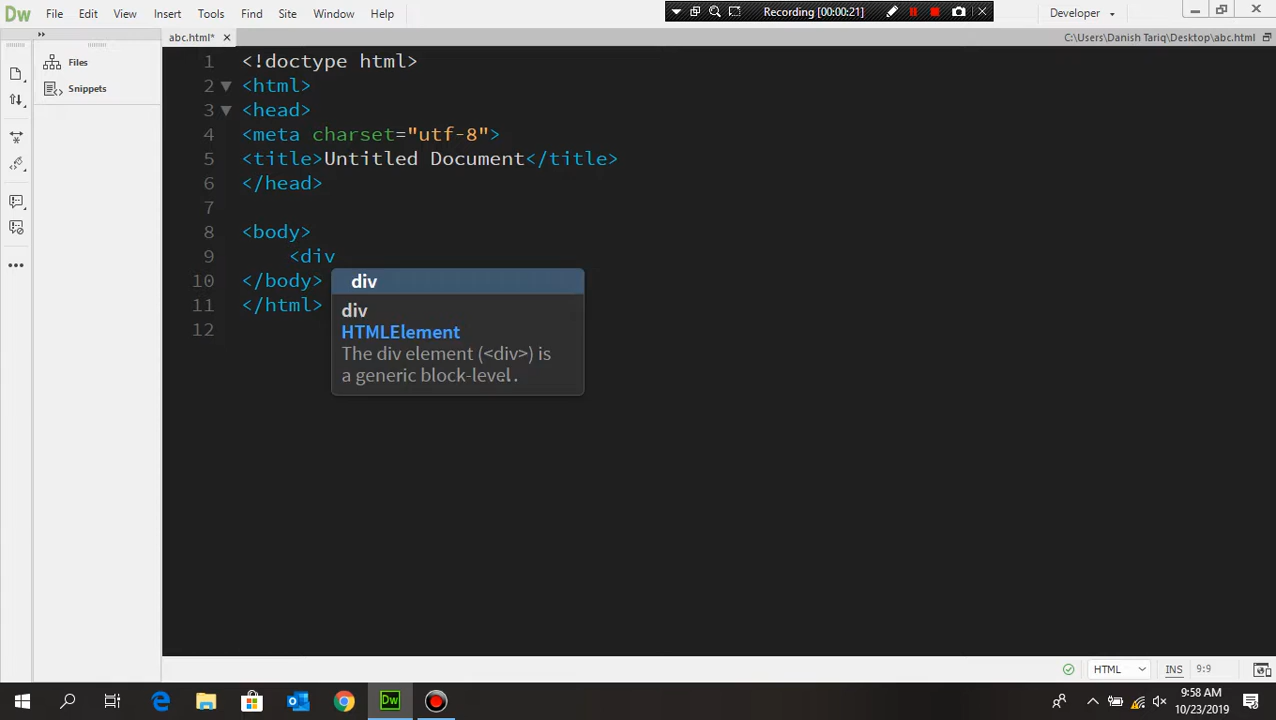 Dw File Edit View Insert Tools Find Site Window Help Recording [00:00:21] Developer
abc.html* C:\Users\Danish Tariq\Desktop\abc.html
Files
Snippets
1 <!doctype html>
2 <html>
3 <head>
4 <meta charset="utf-8">
5 <title>Untitled Document</title>
6 </head>
7
8 <body>
9 <div
10 </body>
11 </html>
12
div
div
HTMLElement
The div element (<div>) is
a generic block-level.
HTML INS 9:9
Dw 9:58 AM
10/23/2019